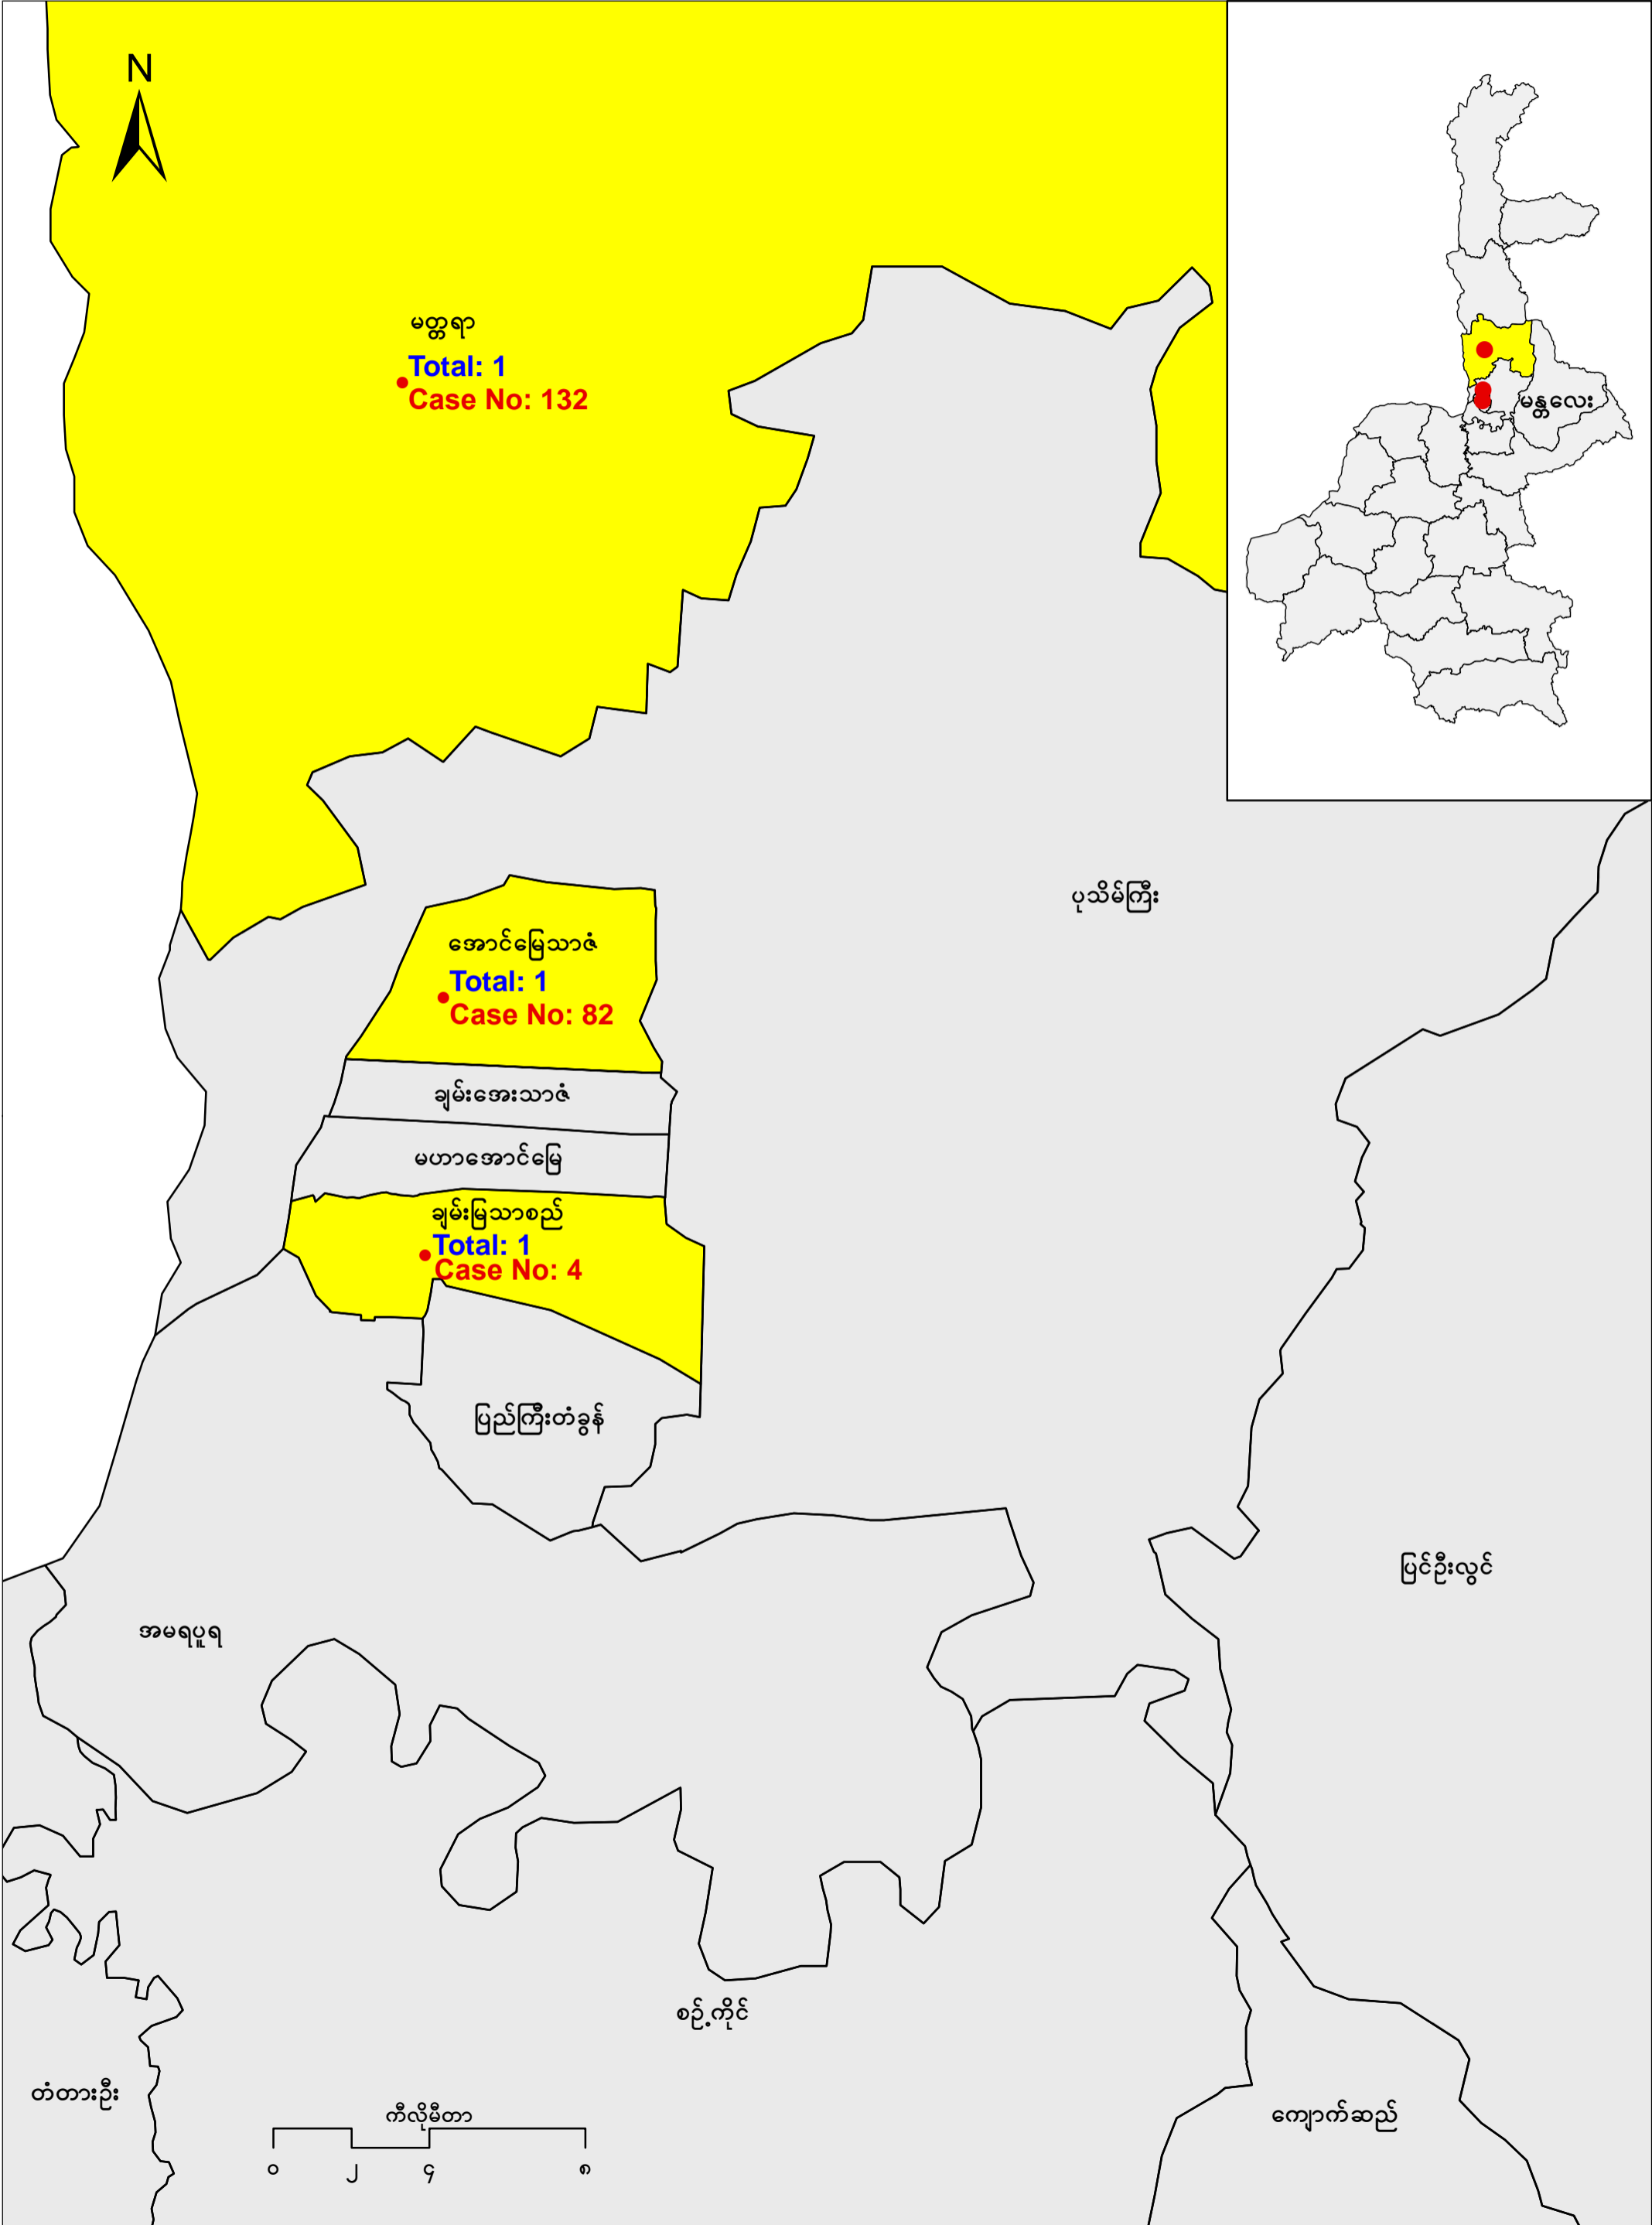 N
မတ္တရာ
Total: 1
Case No: 132
မန္တလေး
ပုသိမ်ကြီး
အောင်မြေသာဇံ
Total: 1
Case No: 82
ချမ်းအေးသာဇံ
မဟာအောင်မြေ
ချမ်းမြသာစည်
Total: 1
Case No: 4
ပြည်ကြီးတံခွန်
ပြင်ဦးလွင်
အမရပူရ
စဉ့်ကိုင်
တံတားဦး
ကျောက်ဆည်
ကီလိုမီတာ
၀ ၂ ၄ ၈